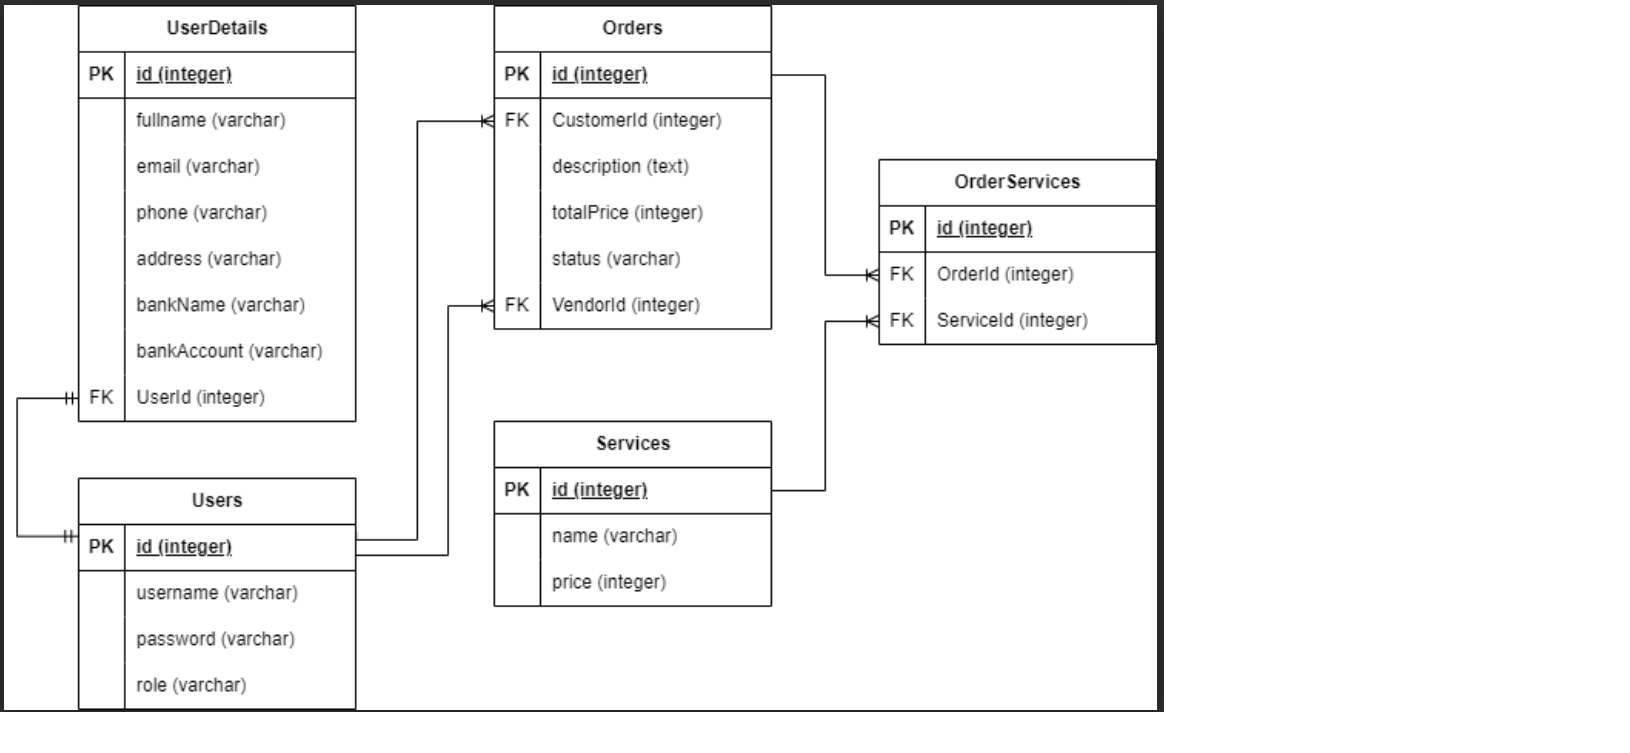 UserDetails
PK id (integer)
fullname (varchar)
email (varchar)
phone (varchar)
address (varchar)
bankName (varchar)
bankAccount (varchar)
FK UserId (integer)
Users
PK id (integer)
username (varchar)
password (varchar)
role (varchar)
Orders
PK id (integer)
FK CustomerId (integer)
description (text)
totalPrice (integer)
status (varchar)
FK VendorId (integer)
Services
PK id (integer)
name (varchar)
price (integer)
OrderServices
PK id (integer)
FK OrderId (integer)
FK ServiceId (integer)